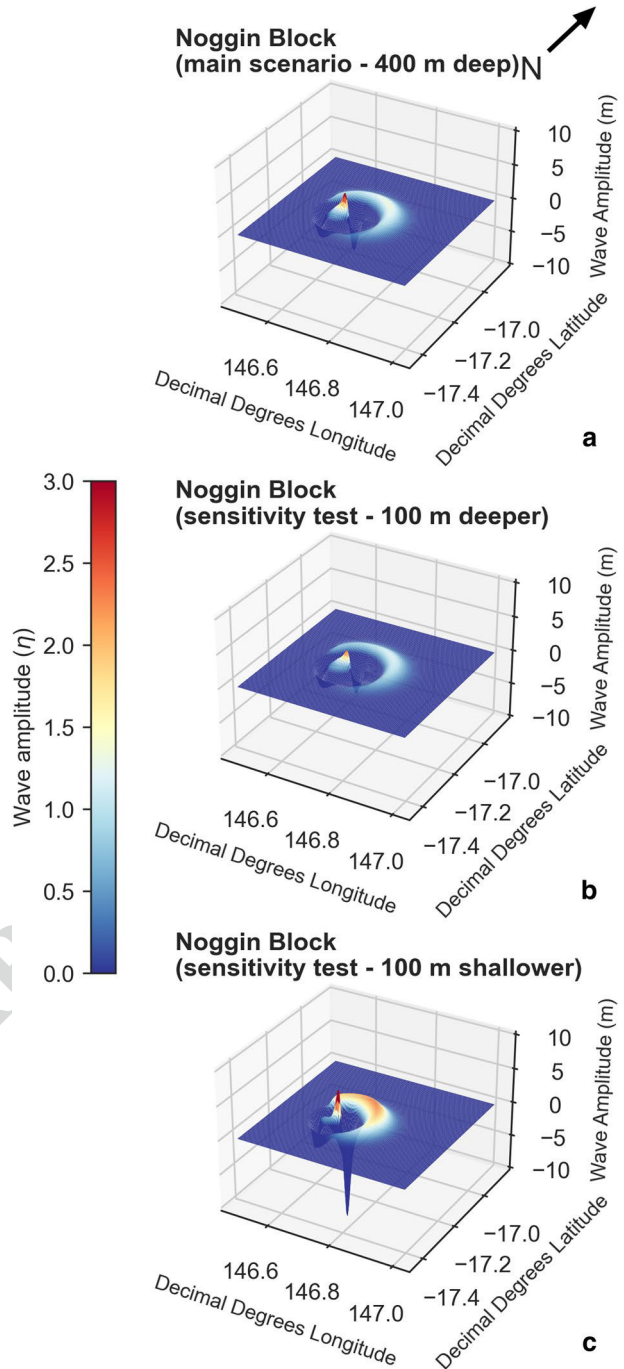 Noggin Block
(main scenario - 400 m deep)
N
10
5
0
−5
−10
Wave Amplitude (m)
−17.0
−17.2
−17.4
Decimal Degrees Latitude
146.6
146.8
147.0
Decimal Degrees Longitude
a
Noggin Block
(sensitivity test - 100 m deeper)
3.0
2.5
2.0
1.5
1.0
0.5
0.0
Wave amplitude (η)
10
5
0
−5
−10
Wave Amplitude (m)
−17.0
−17.2
−17.4
Decimal Degrees Latitude
146.6
146.8
147.0
Decimal Degrees Longitude
b
Noggin Block
(sensitivity test - 100 m shallower)
10
5
0
−5
−10
Wave Amplitude (m)
−17.0
−17.2
−17.4
Decimal Degrees Latitude
146.6
146.8
147.0
Decimal Degrees Longitude
c